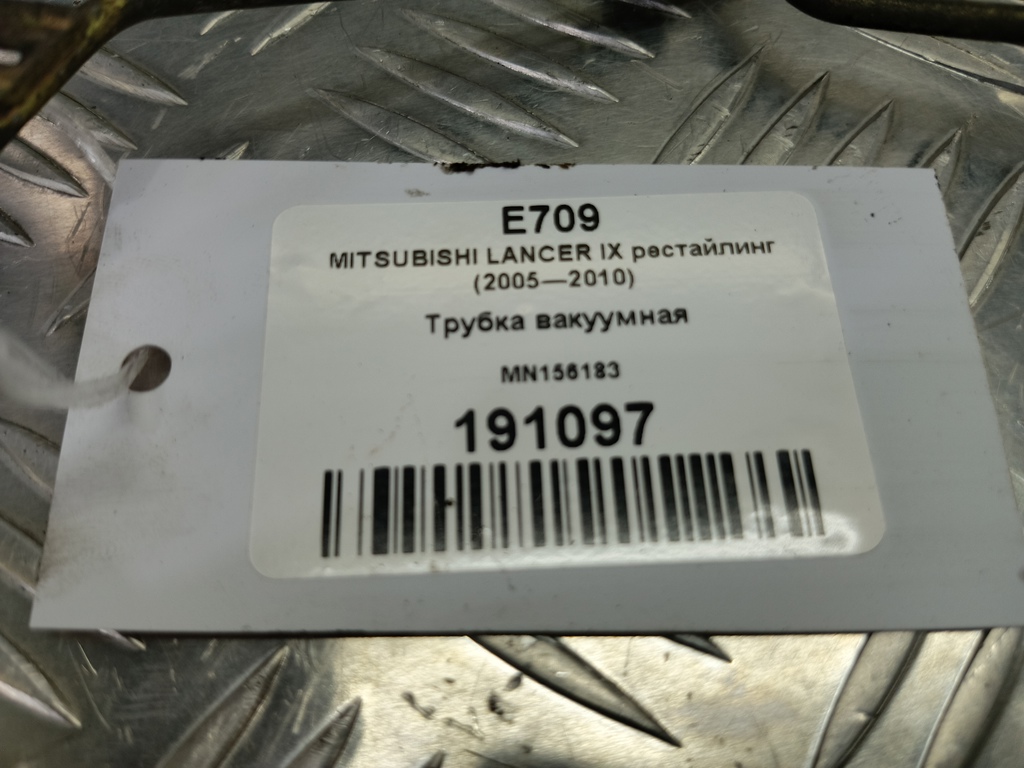 E709
MITSUBISHI LANCER IX рестайлинг
(2005—2010)
Трубка вакуумная
MN156183
191097